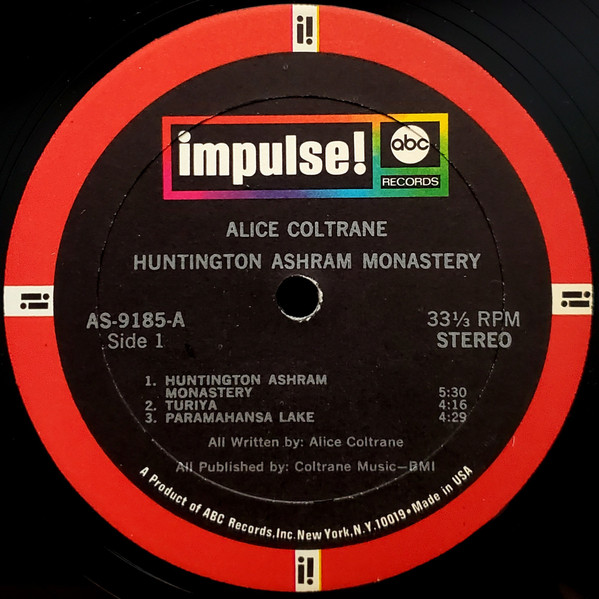 i!
impulse!
abc
RECORDS
ALICE COLTRANE
HUNTINGTON ASHRAM MONASTERY
i!
i!
AS-9185-A
33⅓ RPM
Side 1
STEREO
1. HUNTINGTON ASHRAM
MONASTERY 5:30
2. TURIYA 4:16
3. PARAMAHANSA LAKE 4:29
All Written by: Alice Coltrane
All Published by: Coltrane Music—BMI
A Product of ABC Records, Inc. New York, N.Y. 10019 • Made in USA
i!